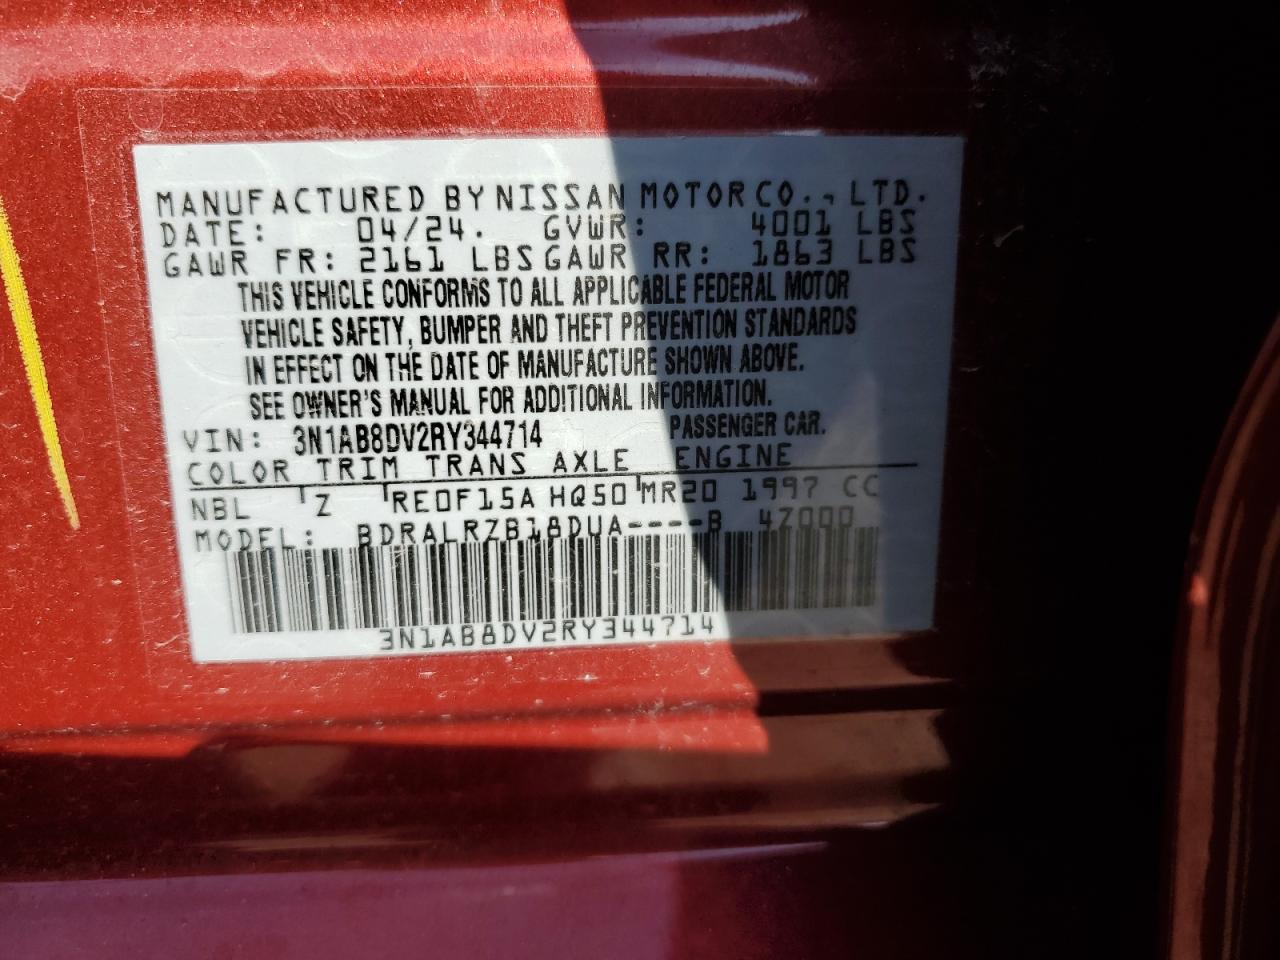 MANUFACTURED BY NISSAN MOTOR CO., LTD.
DATE: 04/24. GVWR: 4001 LBS
GAWR FR: 2161 LBS GAWR RR: 1863 LBS
THIS VEHICLE CONFORMS TO ALL APPLICABLE FEDERAL MOTOR
VEHICLE SAFETY, BUMPER AND THEFT PREVENTION STANDARDS
IN EFFECT ON THE DATE OF MANUFACTURE SHOWN ABOVE.
SEE OWNER'S MANUAL FOR ADDITIONAL INFORMATION.
VIN: 3N1AB8DV2RY344714 PASSENGER CAR.
COLOR TRIM TRANS AXLE ENGINE
NBL Z RE0F15A HQ50 MR20 1997 CC
MODEL: BDRALRZB18DUA----B 4Z000
3N1AB8DV2RY344714